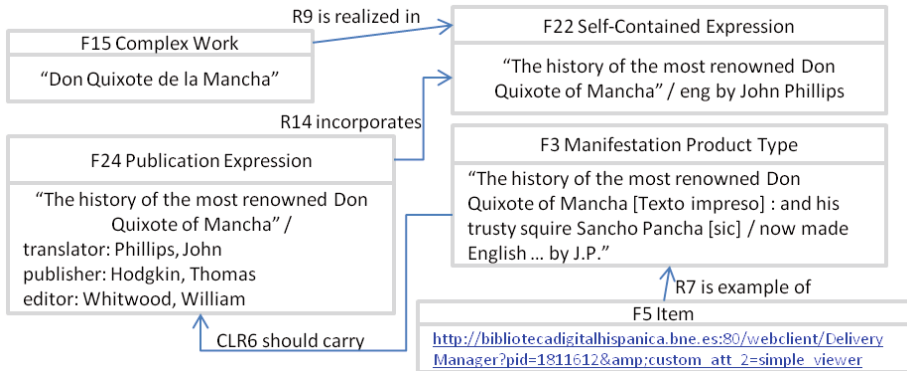 R9 is realized in
F15 Complex Work
"Don Quixote de la Mancha"
F22 Self-Contained Expression
"The history of the most renowned Don
Quixote of Mancha" / eng by John Phillips
R14 incorporates
F24 Publication Expression
"The history of the most renowned Don
Quixote of Mancha" /
translator: Phillips, John
publisher: Hodgkin, Thomas
editor: Whitwood, William
F3 Manifestation Product Type
"The history of the most renowned Don
Quixote of Mancha [Texto impreso] : and his
trusty squire Sancho Pancha [sic] / now made
English ... by J.P."
R7 is example of
CLR6 should carry
F5 Item
http://bibliotecadigitalhispanica.bne.es:80/webclient/Delivery
Manager?pid=1811612&amp;custom_att_2=simple_viewer